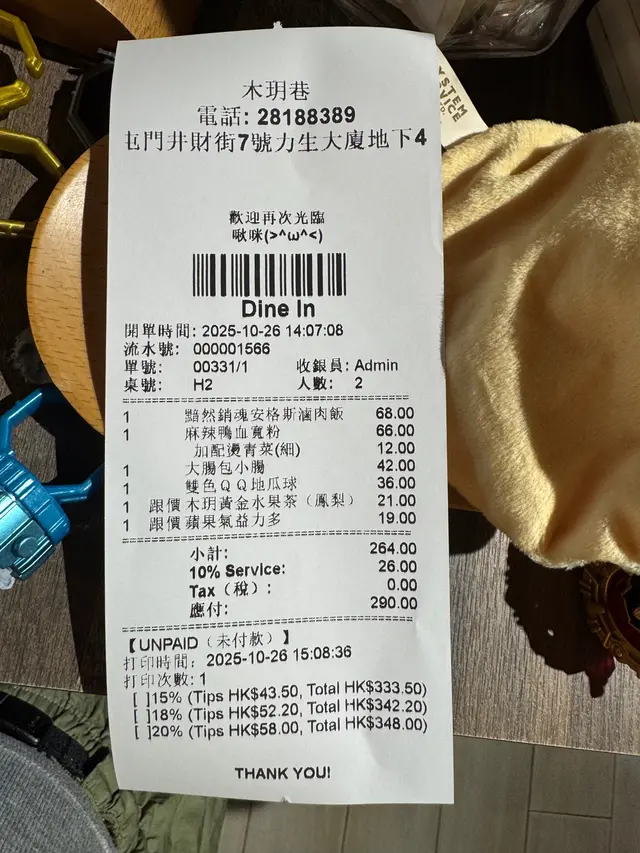 木玥巷
電話: 28188389
屯門井財街7號力生大廈地下4
歡迎再次光臨
啾咪(>^ω^<)
Dine In
開單時間: 2025-10-26 14:07:08
流水號: 000001566
單號: 00331/1 收銀員: Admin
桌號: H2 人數: 2
1 黯然銷魂安格斯滷肉飯 68.00
1 麻辣鴨血寬粉 66.00
加配燙青菜(細) 12.00
1 大腸包小腸 42.00
1 雙色QQ地瓜球 36.00
1 跟價 木玥黃金水果茶（鳳梨） 21.00
1 跟價 蘋果氣益力多 19.00
小計: 264.00
10% Service: 26.00
Tax（稅）: 0.00
應付: 290.00
【UNPAID（未付款）】
打印時間: 2025-10-26 15:08:36
打印次數: 1
[ ]15% (Tips HK$43.50, Total HK$333.50)
[ ]18% (Tips HK$52.20, Total HK$342.20)
[ ]20% (Tips HK$58.00, Total HK$348.00)
THANK YOU!